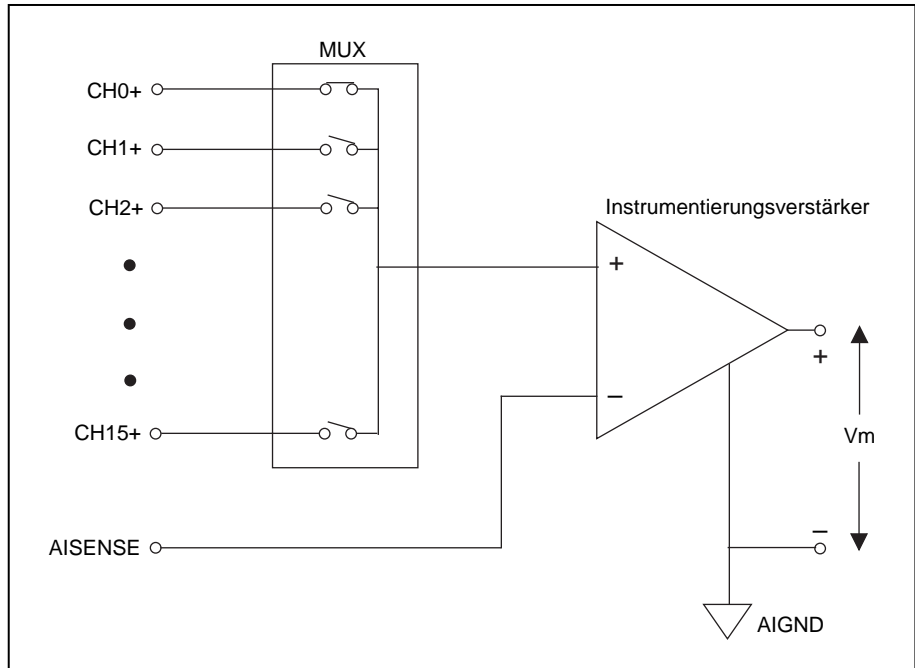 MUX
CH0+
CH1+
CH2+
Instrumentierungsverstärker
+
−
+
CH15+
Vm
AISENSE
−
AIGND